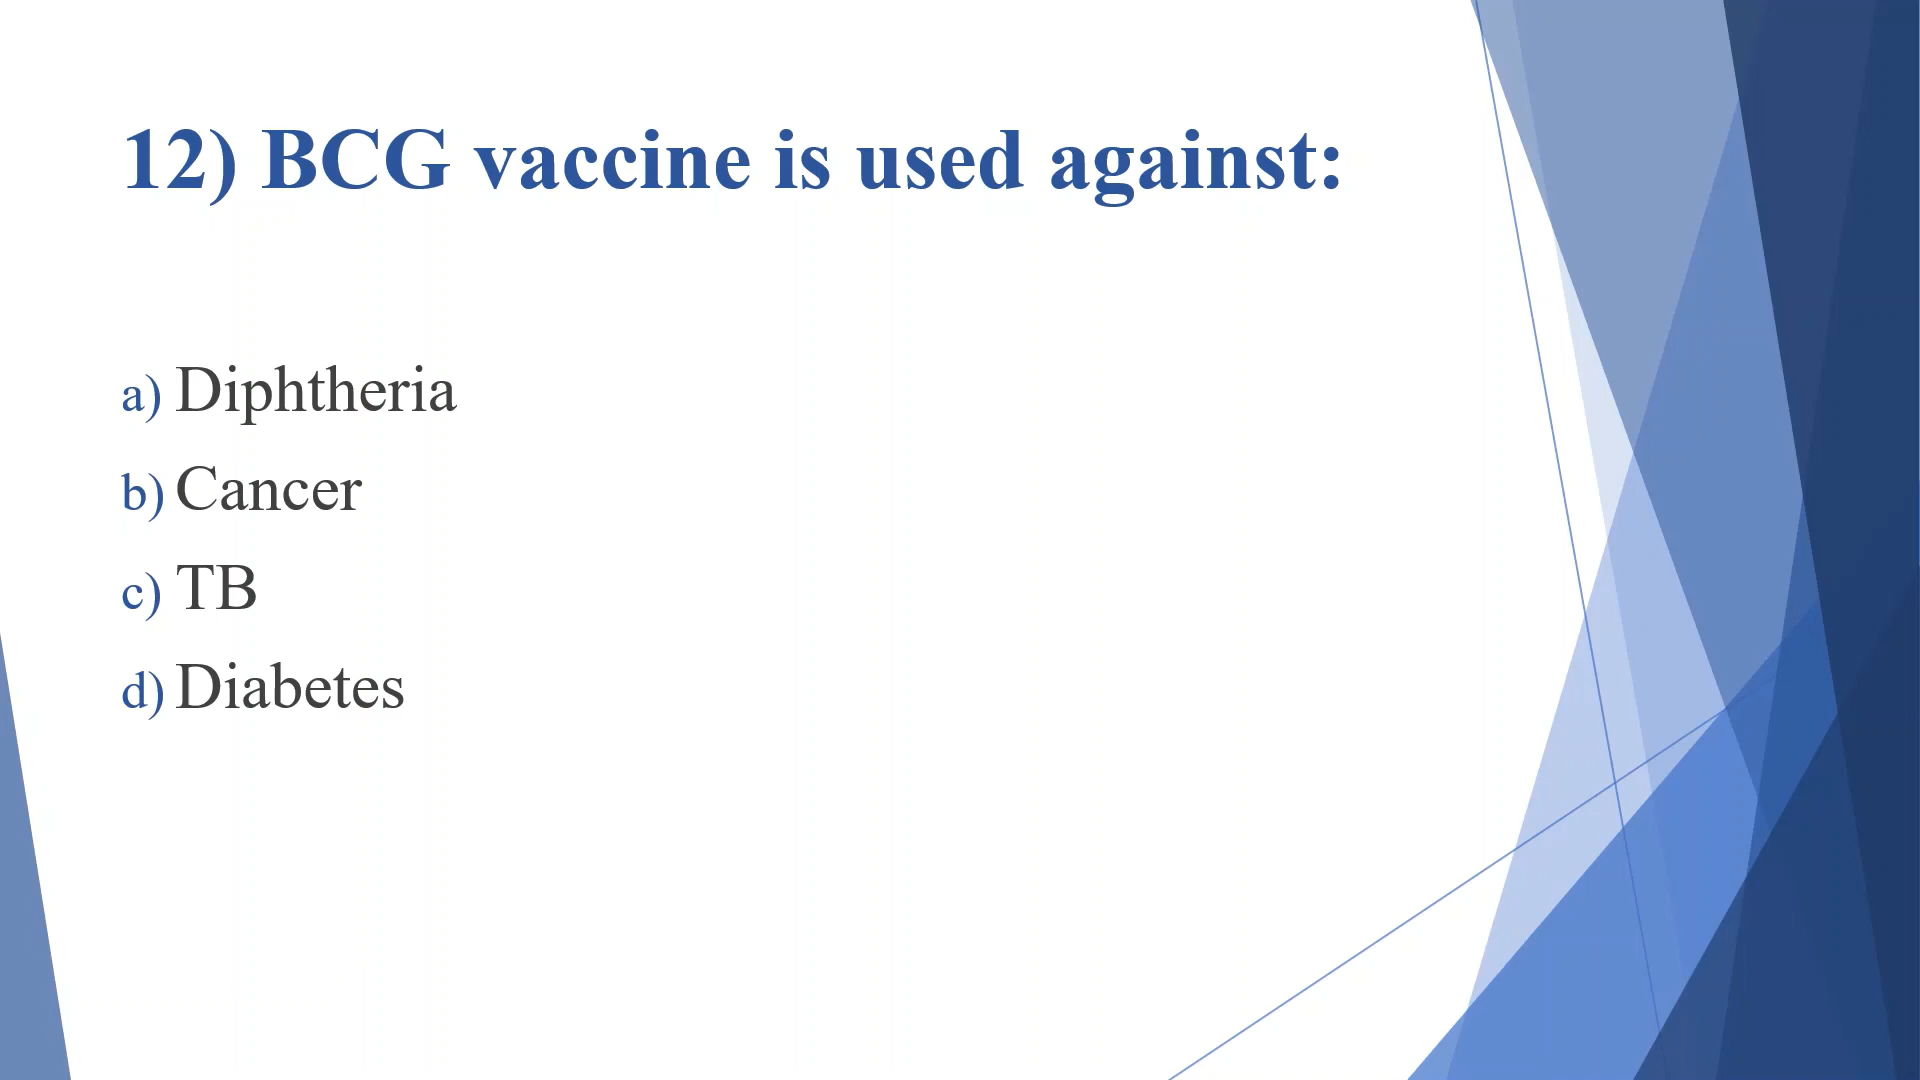 12) BCG vaccine is used against:
a) Diphtheria
b) Cancer
c) TB
d) Diabetes